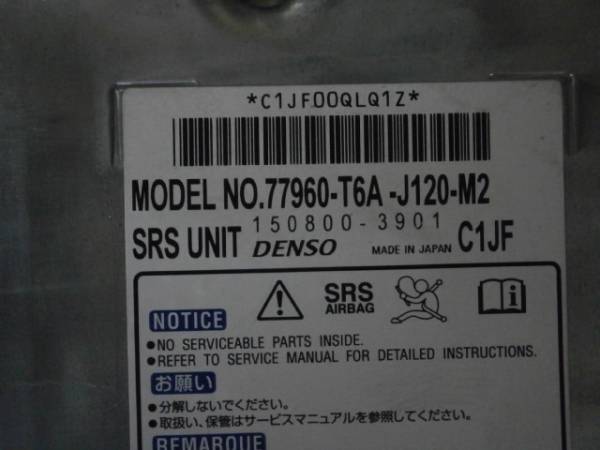 *C1JF00QLQ1Z*
MODEL NO.77960-T6A -J120-M2
150800-3901
SRS UNIT DENSO MADE IN JAPAN C1JF
SRS
AIRBAG
NOTICE
●NO SERVICEABLE PARTS INSIDE.
●REFER TO SERVICE MANUAL FOR DETAILED INSTRUCTIONS.
お願い
●分解しないでください。
●取扱い、保管はサービスマニュアルを参照してください。
REMARQUE